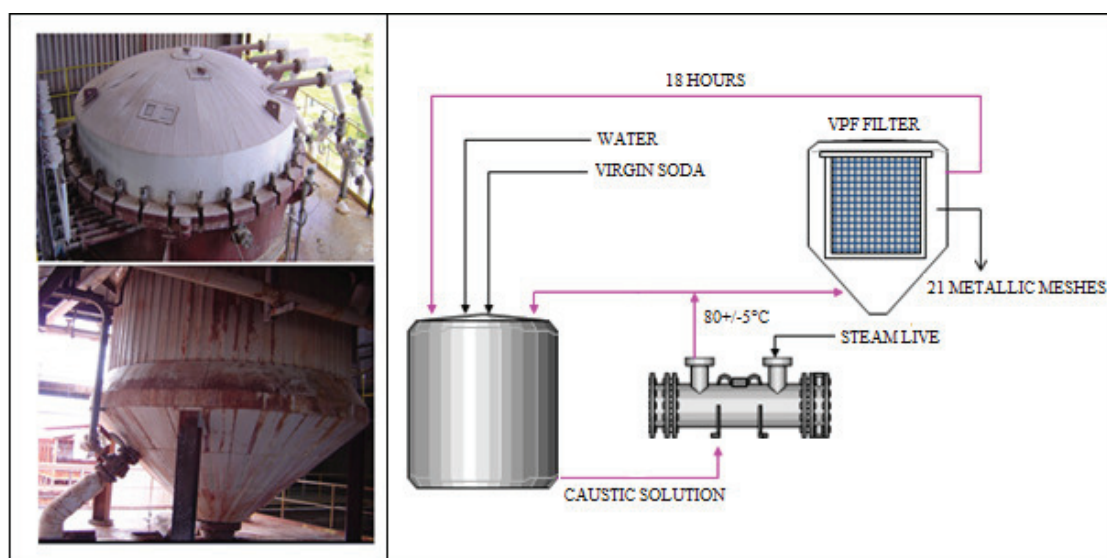 18 HOURS
WATER
VIRGIN SODA
VPF FILTER
21 METALLIC MESHES
80+/-5°C
STEAM LIVE
CAUSTIC SOLUTION